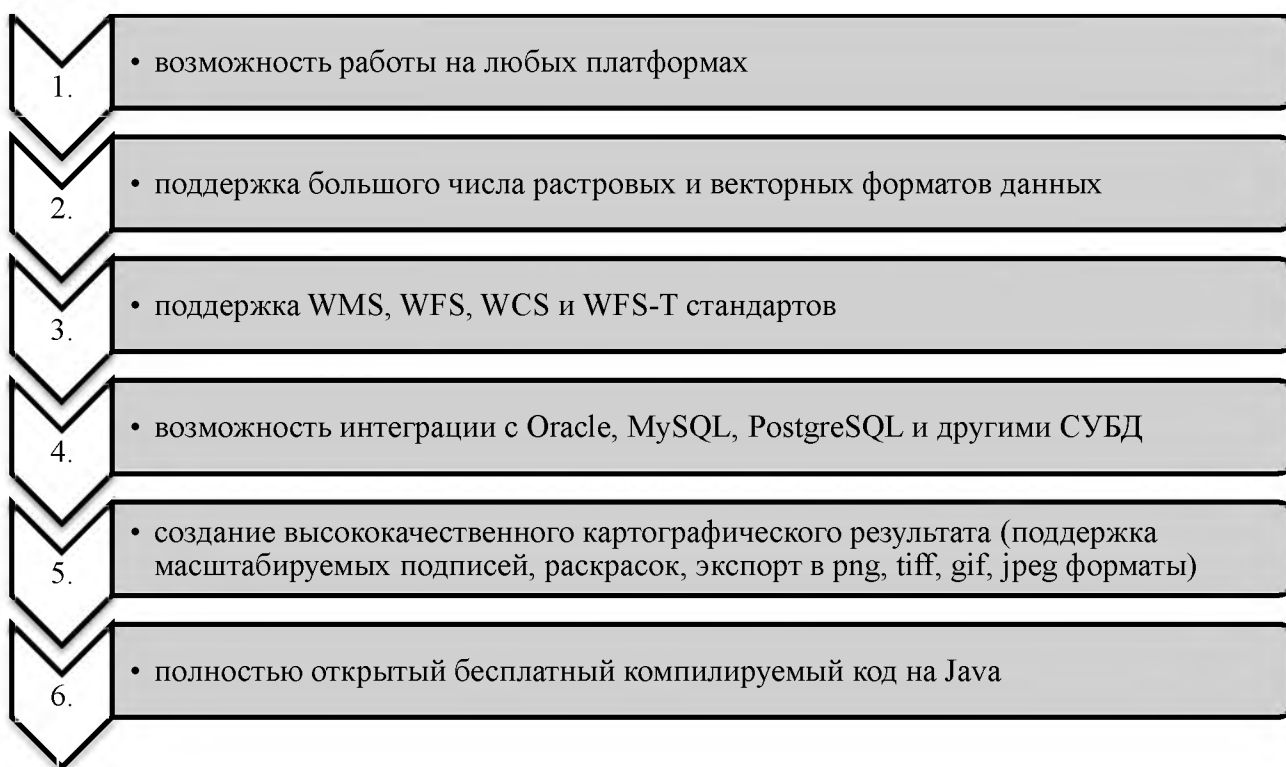 1.
• возможность работы на любых платформах
2.
• поддержка большого числа растровых и векторных форматов данных
3.
• поддержка WMS, WFS, WCS и WFS-T стандартов
4.
• возможность интеграции с Oracle, MySQL, PostgreSQL и другими СУБД
5.
• создание высококачественного картографического результата (поддержка
масштабируемых подписей, раскрасок, экспорт в png, tiff, gif, jpeg форматы)
6.
• полностью открытый бесплатный компилируемый код на Java